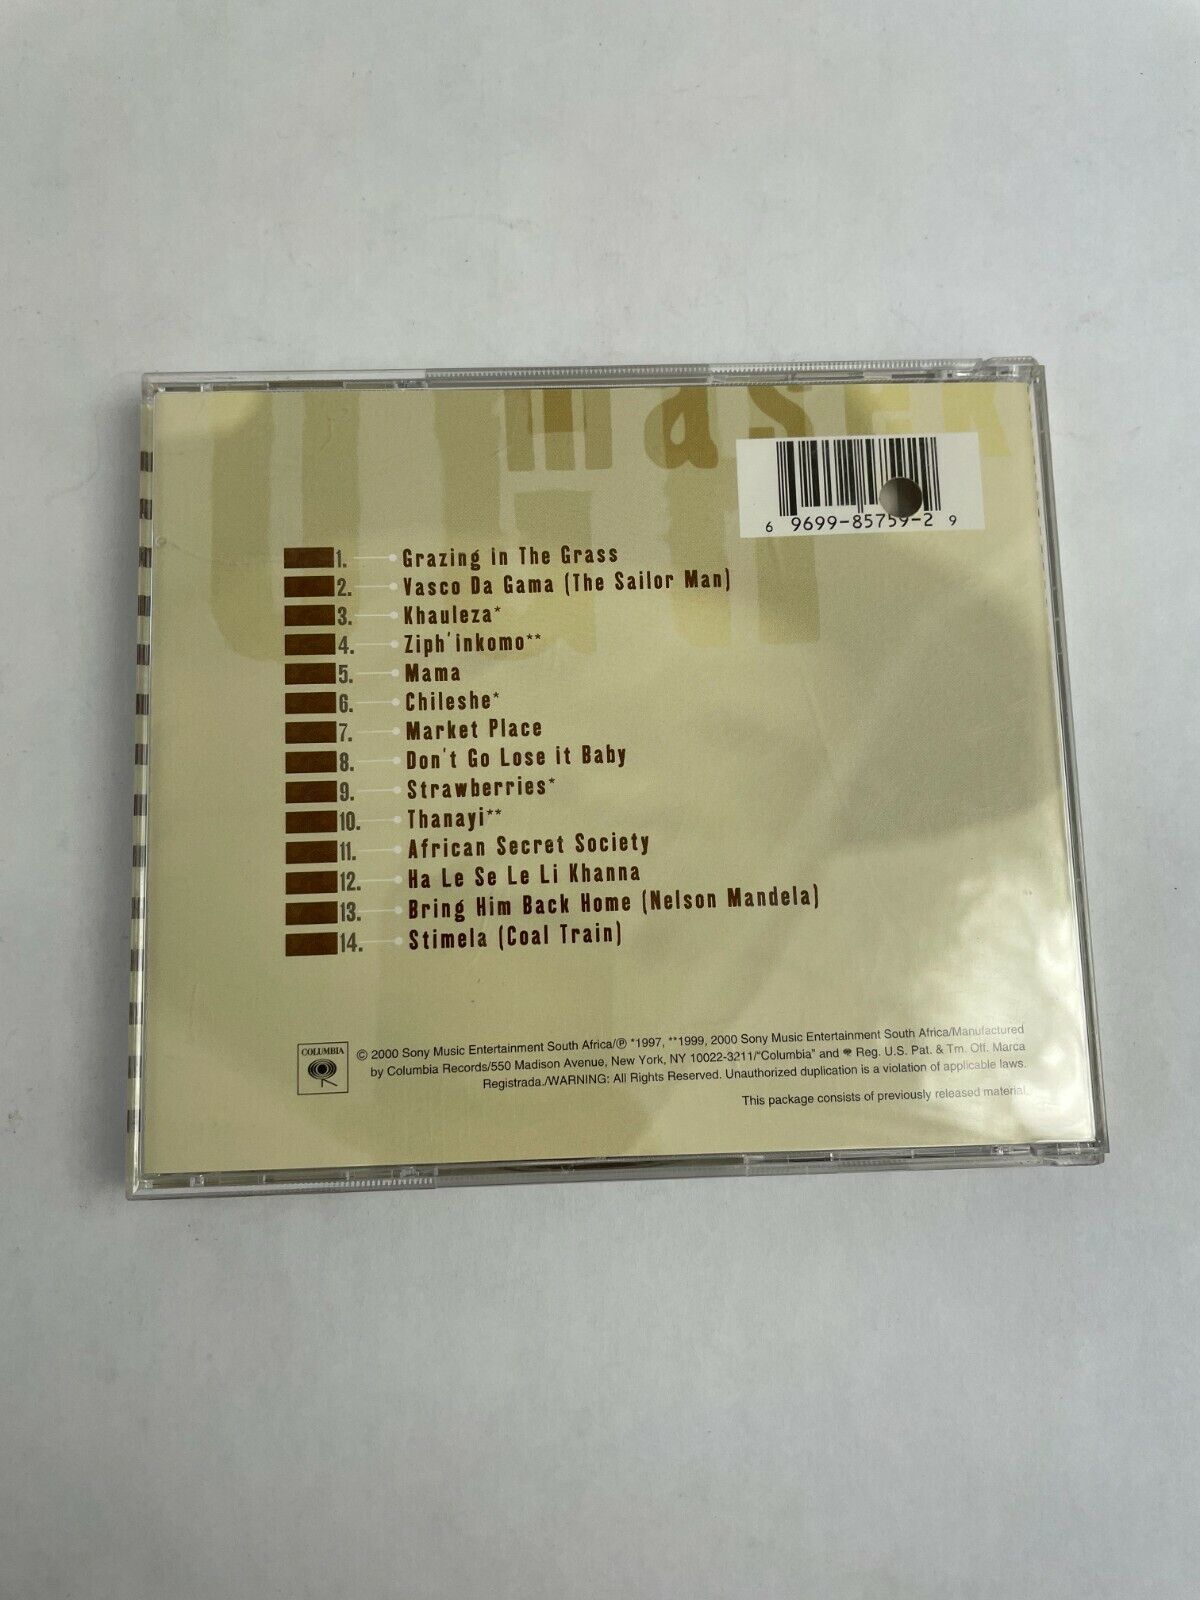 masek
6 9699-85759-2 9
1. Grazing in The Grass
2. Vasco Da Gama (The Sailor Man)
3. Khauleza*
4. Ziph'inkomo**
5. Mama
6. Chileshe*
7. Market Place
8. Don't Go Lose it Baby
9. Strawberries*
10. Thanayi**
11. African Secret Society
12. Ha Le Se Le Li Khanna
13. Bring Him Back Home (Nelson Mandela)
14. Stimela (Coal Train)
COLUMBIA
© 2000 Sony Music Entertainment South Africa/℗ *1997, **1999, 2000 Sony Music Entertainment South Africa/Manufactured
by Columbia Records/550 Madison Avenue, New York, NY 10022-3211/"Columbia" and Reg. U.S. Pat. & Tm. Off. Marca
Registrada./WARNING: All Rights Reserved. Unauthorized duplication is a violation of applicable laws.
This package consists of previously released material.